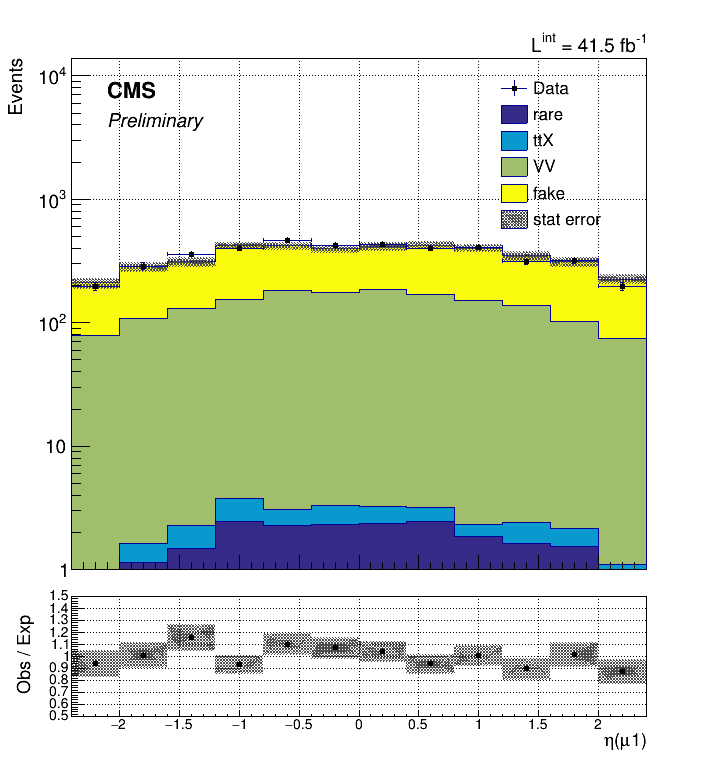 L^int = 41.5 fb^-1
Events
10^4
10^3
10^2
10
1
CMS
Preliminary
Data
rare
ttX
VV
fake
stat error
Obs / Exp
1.5
1.4
1.3
1.2
1.1
1
0.9
0.8
0.7
0.6
0.5
−2 −1.5 −1 −0.5 0 0.5 1 1.5 2
η(μ1)